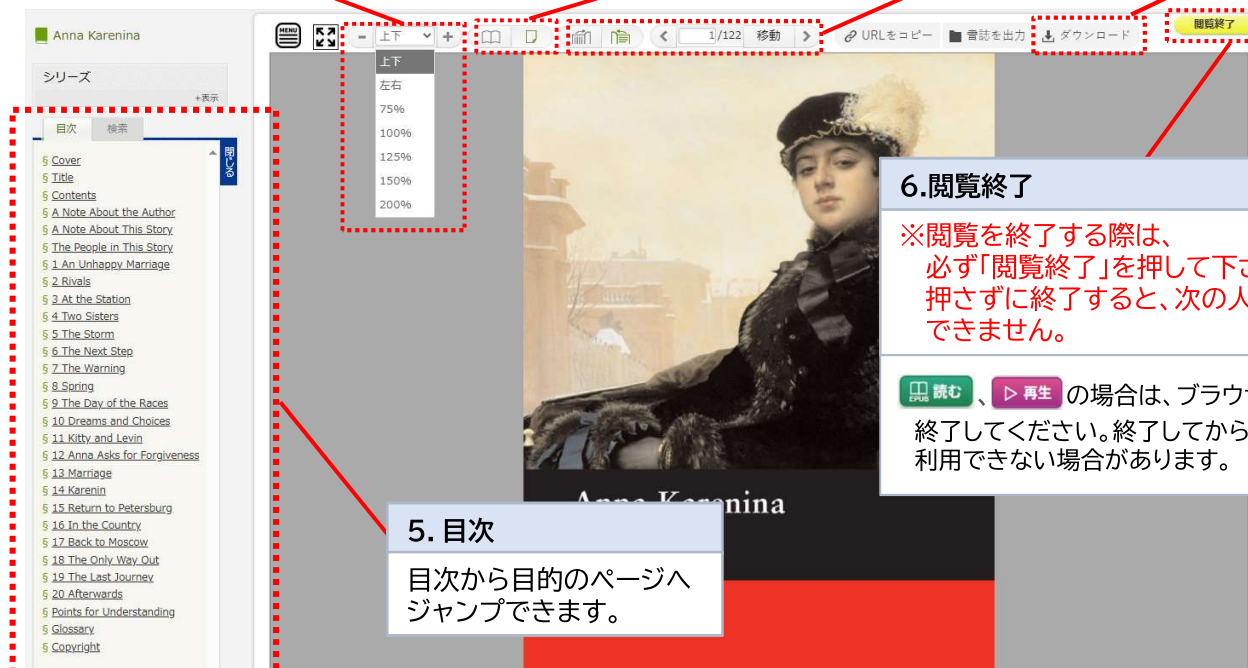 Anna Karenina
MENU
- 上下 +
1/122 移動
URLをコピー
書誌を出力
ダウンロード
閲覧終了
シリーズ
+表示
目次 検索
閉じる
§ Cover
§ Title
§ Contents
§ A Note About the Author
§ A Note About This Story
§ The People in This Story
§ 1 An Unhappy Marriage
§ 2 Rivals
§ 3 At the Station
§ 4 Two Sisters
§ 5 The Storm
§ 6 The Next Step
§ 7 The Warning
§ 8 Spring
§ 9 The Day of the Races
§ 10 Dreams and Choices
§ 11 Kitty and Levin
§ 12 Anna Asks for Forgiveness
§ 13 Marriage
§ 14 Karenin
§ 15 Return to Petersburg
§ 16 In the Country
§ 17 Back to Moscow
§ 18 The Only Way Out
§ 19 The Last Journey
§ 20 Afterwards
§ Points for Understanding
§ Glossary
§ Copyright
上下
左右
75%
100%
125%
150%
200%
Anna Karenina
5. 目次
目次から目的のページへ
ジャンプできます。
6.閲覧終了
※閲覧を終了する際は、
必ず「閲覧終了」を押して下さ
押さずに終了すると、次の人
できません。
EPUB 読む 、 再生 の場合は、ブラウ
終了してください。終了してから
利用できない場合があります。